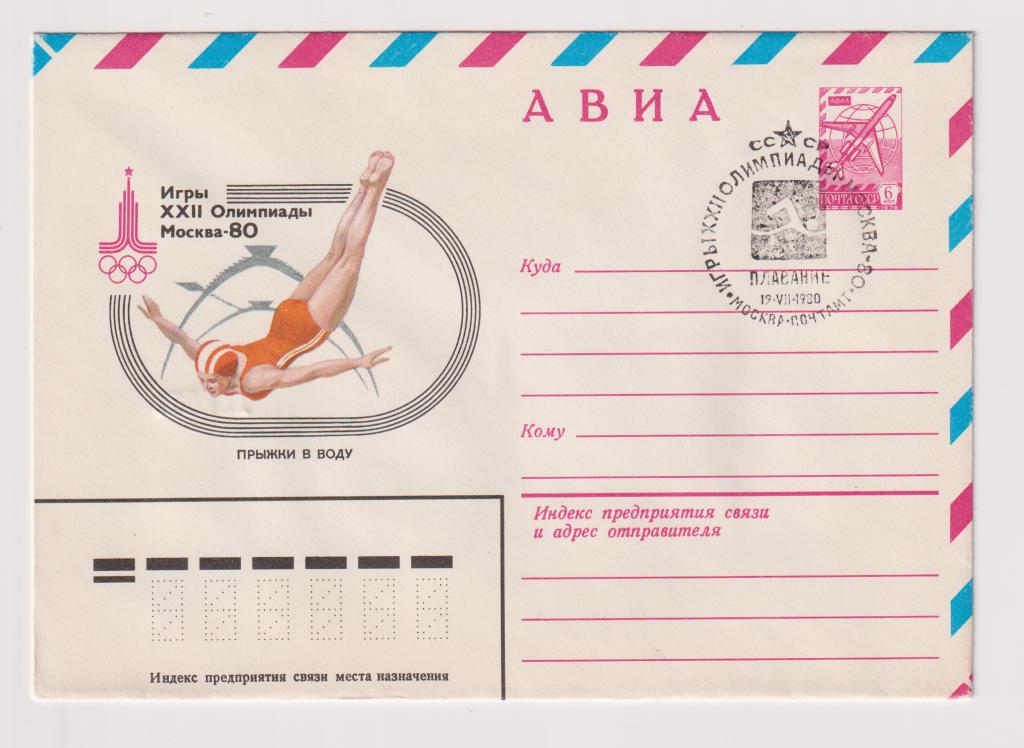 АВИА
АВИА
ПОЧТА СССР
6
КОП
1976
СССР
ИГРЫ XXII ОЛИМПИАДЫ МОСКВА-80
ПЛАВАНИЕ
19·VII·1980
МОСКВА·ПОЧТАМТ
Игры
XXII Олимпиады
Москва-80
ПРЫЖКИ В ВОДУ
Куда
Кому
Индекс предприятия связи
и адрес отправителя
Индекс предприятия связи места назначения